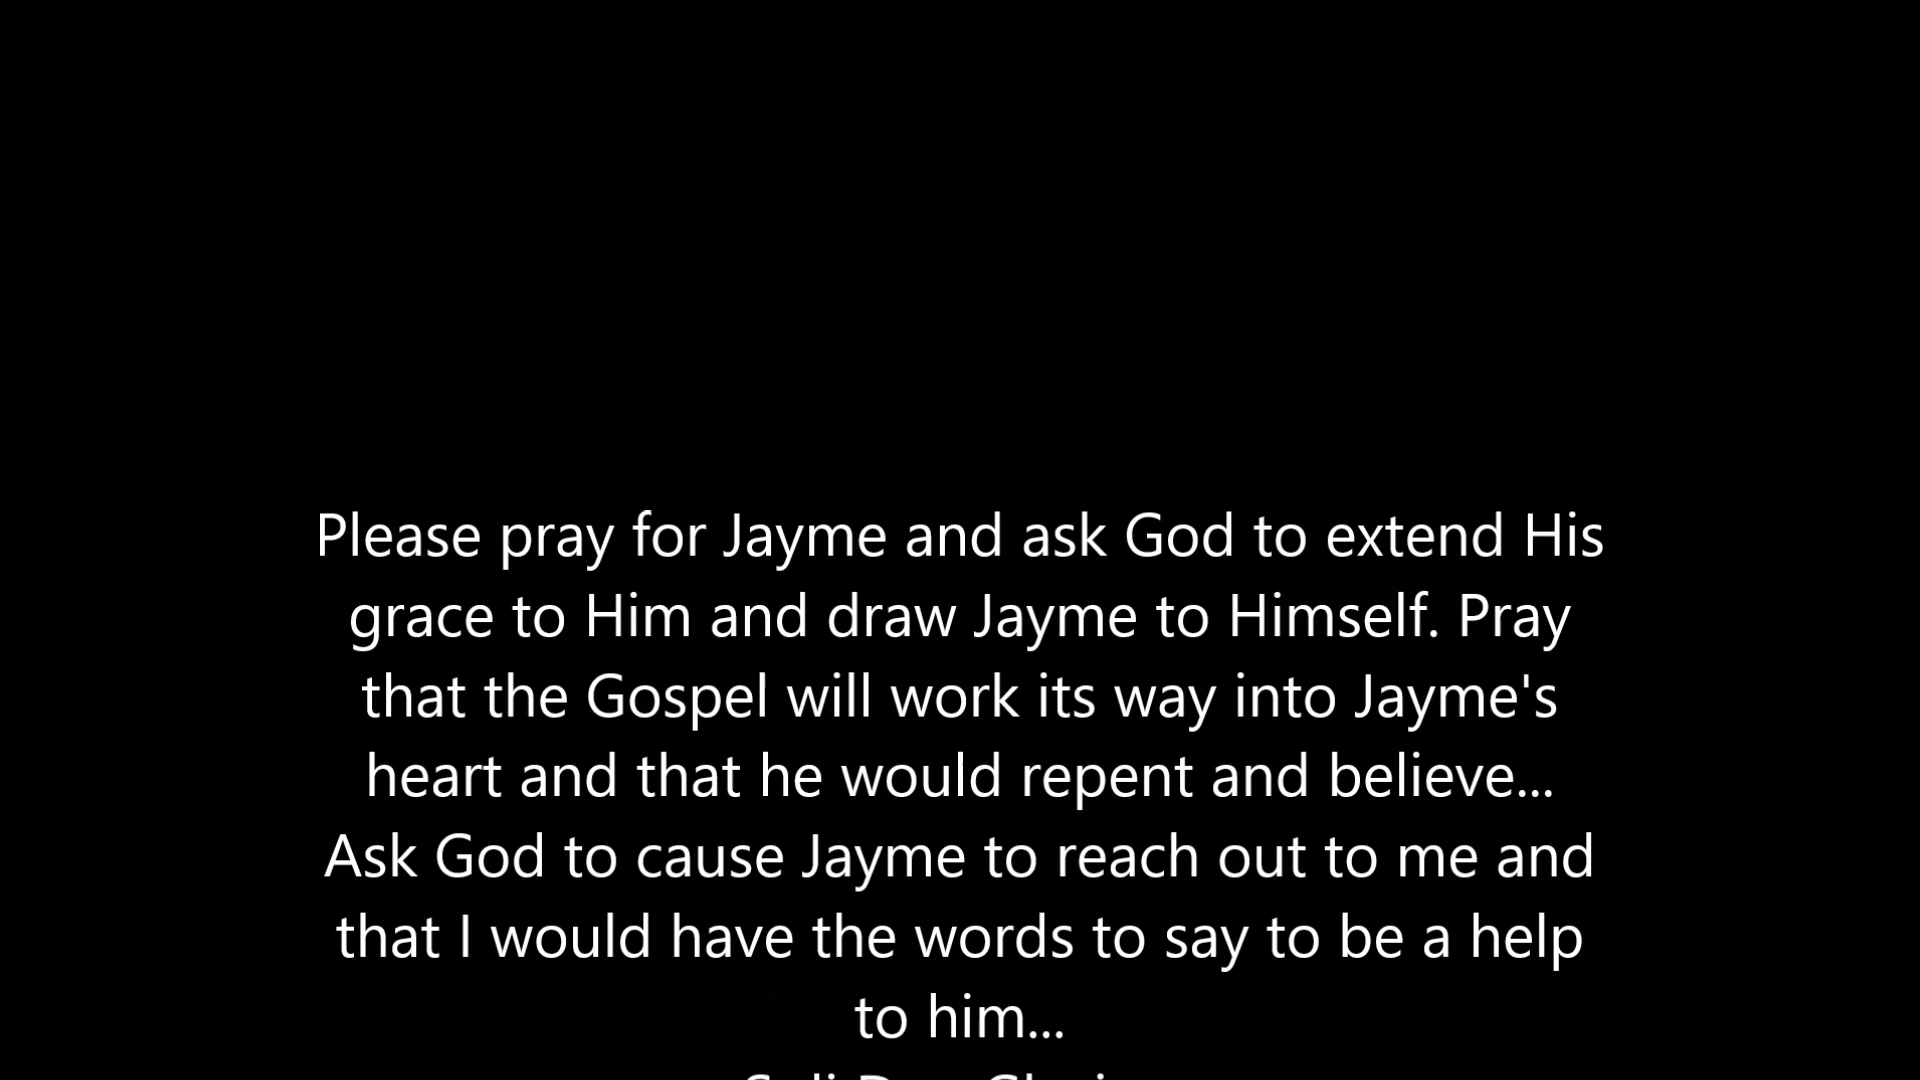 Please pray for Jayme and ask God to extend His
grace to Him and draw Jayme to Himself. Pray
that the Gospel will work its way into Jayme's
heart and that he would repent and believe...
Ask God to cause Jayme to reach out to me and
that I would have the words to say to be a help
to him...